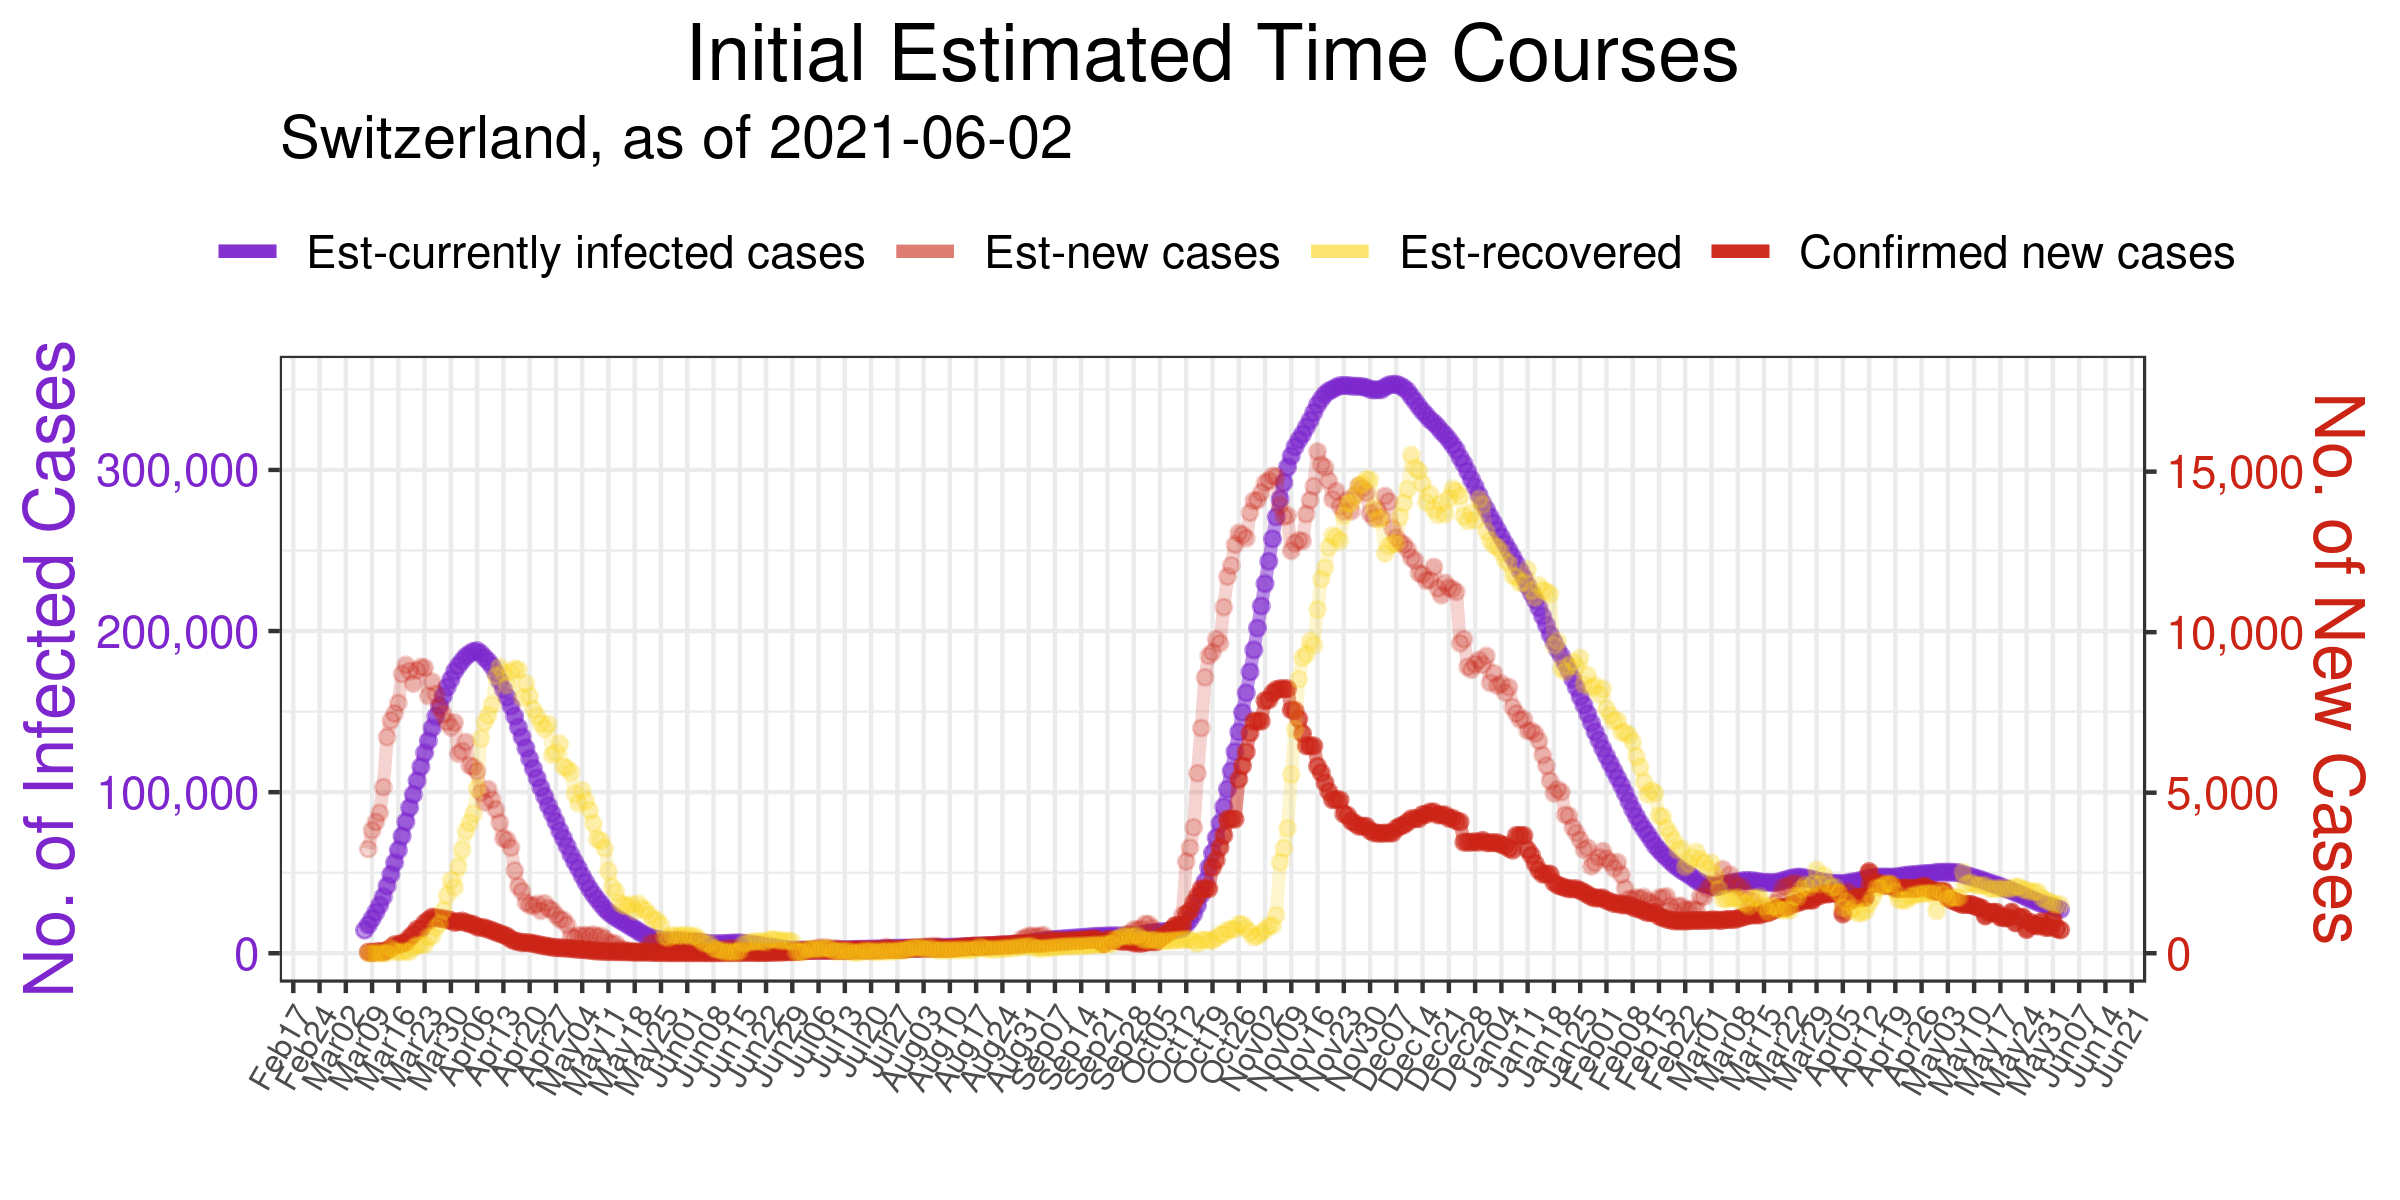 Initial Estimated Time Courses
Switzerland, as of 2021-06-02
Est-currently infected cases
Est-new cases
Est-recovered
Confirmed new cases
No. of Infected Cases
300,000
200,000
100,000
0
15,000
10,000
5,000
0
No. of New Cases
Feb17
Feb24
Mar02
Mar09
Mar16
Mar23
Mar30
Apr06
Apr13
Apr20
Apr27
May04
May11
May18
May25
Jun01
Jun08
Jun15
Jun22
Jun29
Jul06
Jul13
Jul20
Jul27
Aug03
Aug10
Aug17
Aug24
Aug31
Sep07
Sep14
Sep21
Sep28
Oct05
Oct12
Oct19
Oct26
Nov02
Nov09
Nov16
Nov23
Nov30
Dec07
Dec14
Dec21
Dec28
Jan04
Jan11
Jan18
Jan25
Feb01
Feb08
Feb15
Feb22
Mar01
Mar08
Mar15
Mar22
Mar29
Apr05
Apr12
Apr19
Apr26
May03
May10
May17
May24
May31
Jun07
Jun14
Jun21